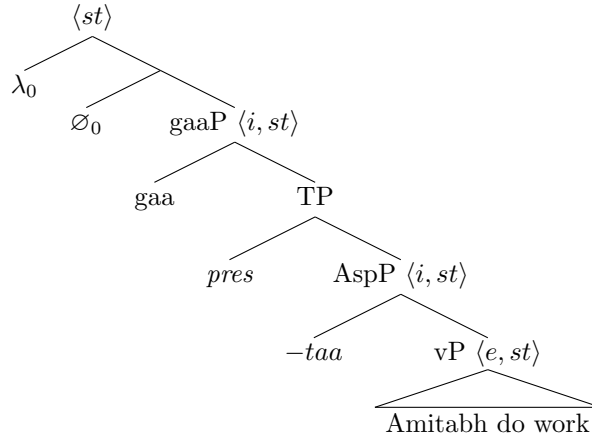 ⟨st⟩
λ₀
∅₀
gaaP ⟨i, st⟩
gaa
TP
pres
AspP ⟨i, st⟩
−taa
vP ⟨e, st⟩
Amitabh do work